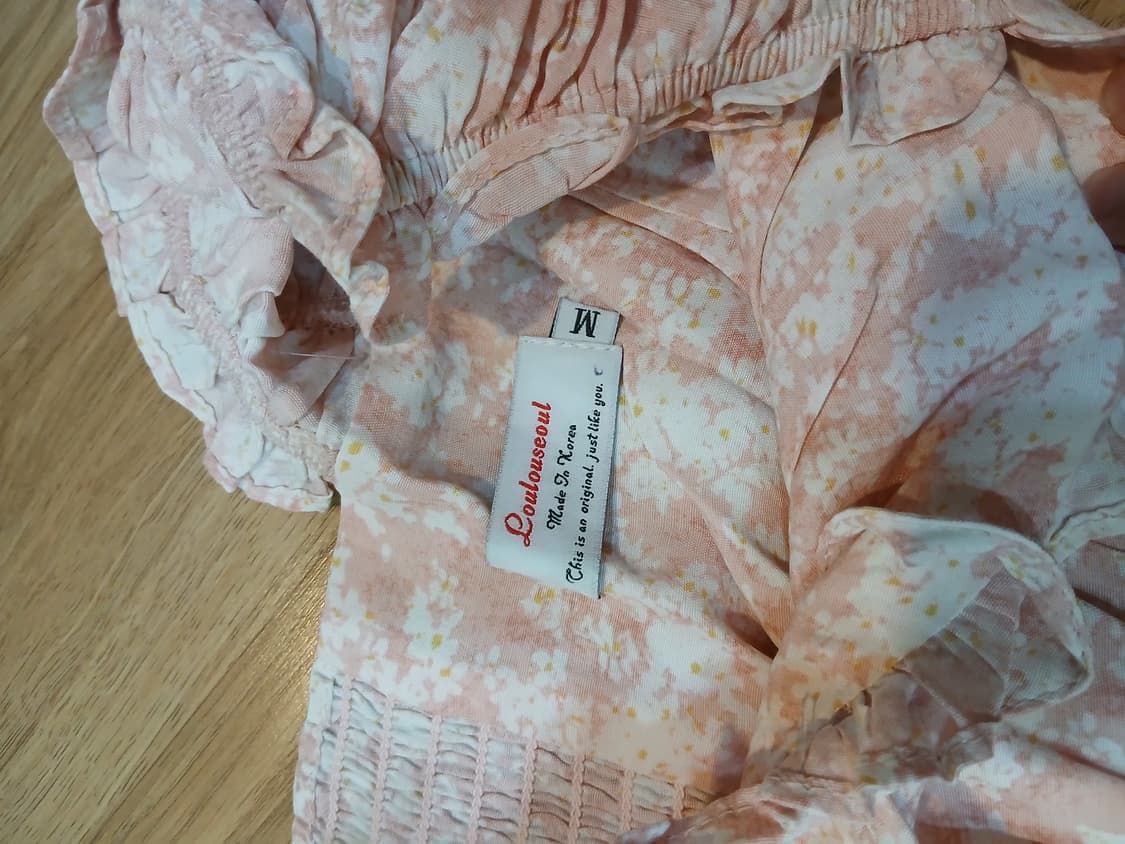 M
Loulouseoul
Made In Korea
This is an original. just like you.